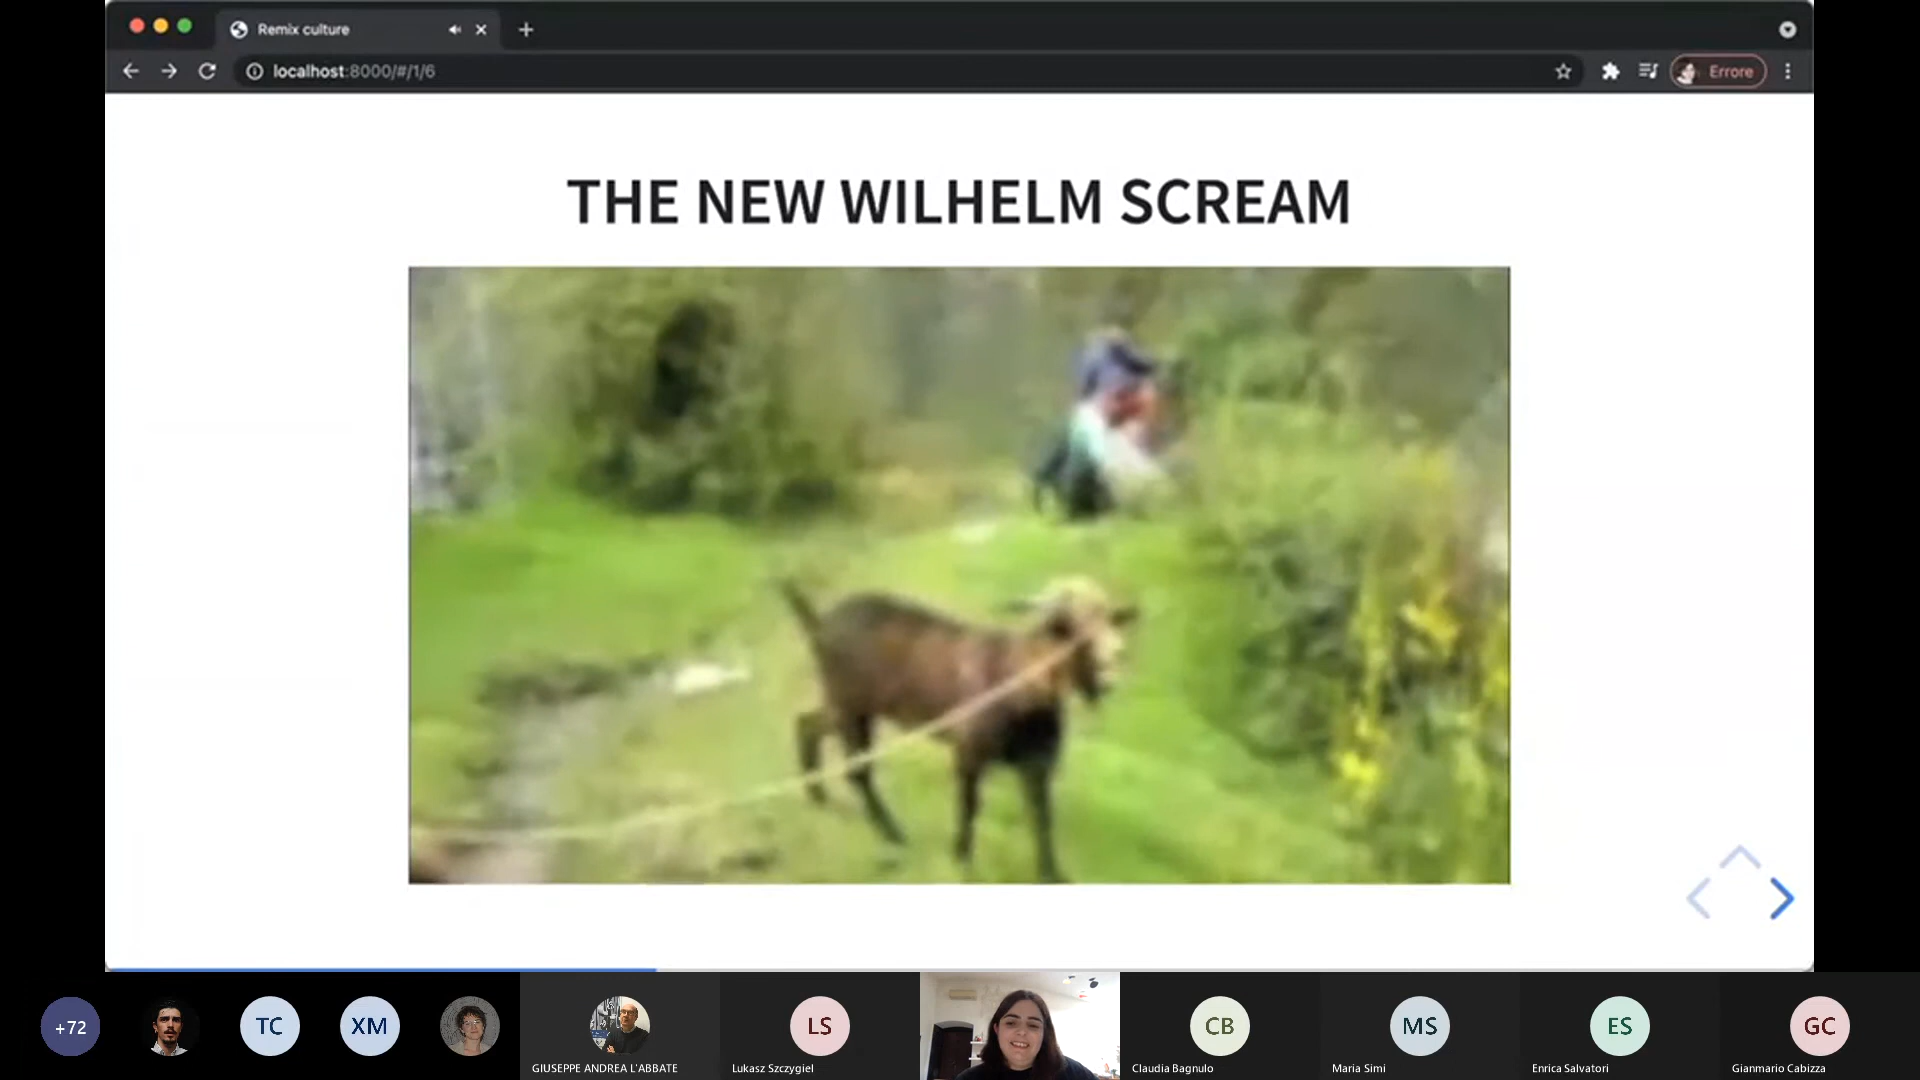 Remix culture
localhost:8000/#/1/6
Errore
THE NEW WILHELM SCREAM
+72
TC
XM
GIUSEPPE ANDREA L'ABBATE
LS
Lukasz Szczygiel
CB
Claudia Bagnulo
MS
Maria Simi
ES
Enrica Salvatori
GC
Gianmario Cabizza